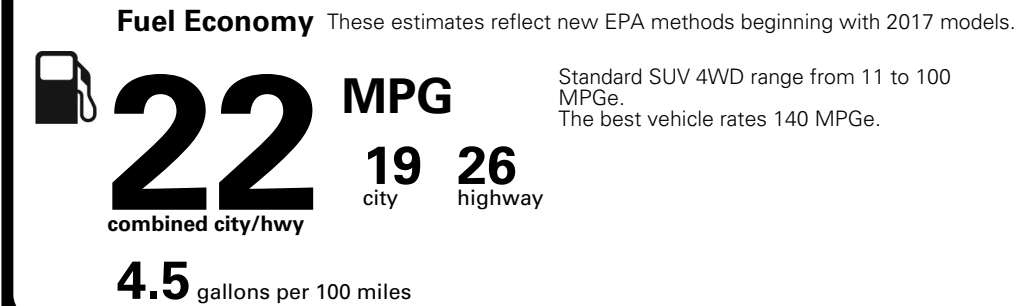 Fuel Economy These estimates reflect new EPA methods beginning with 2017 models.
22 MPG
Standard SUV 4WD range from 11 to 100
MPGe.
The best vehicle rates 140 MPGe.
19 26
city highway
combined city/hwy
4.5 gallons per 100 miles